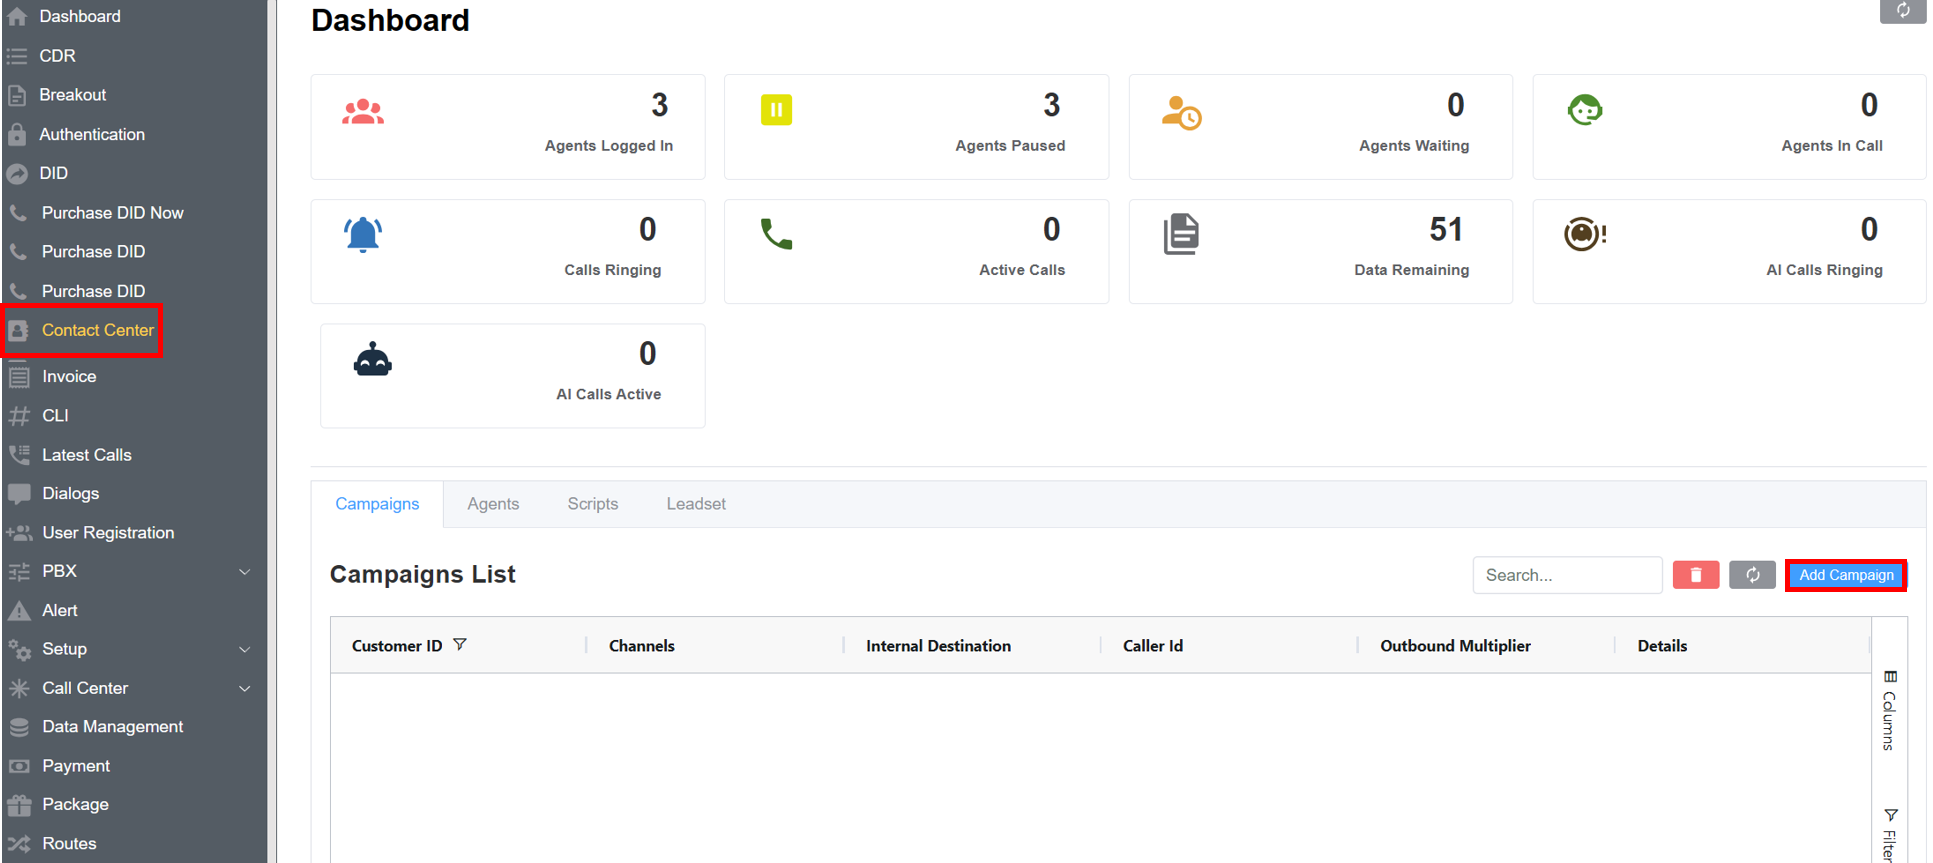 Dashboard
CDR
Breakout
Authentication
DID
Purchase DID Now
Purchase DID
Purchase DID
Contact Center
Invoice
CLI
Latest Calls
Dialogs
User Registration
PBX
Alert
Setup
Call Center
Data Management
Payment
Package
Routes
Dashboard
3
Agents Logged In
3
Agents Paused
0
Agents Waiting
0
Agents In Call
0
Calls Ringing
0
Active Calls
51
Data Remaining
0
AI Calls Ringing
0
AI Calls Active
Campaigns Agents Scripts Leadset
Campaigns List
Search...
Add Campaign
Customer ID Channels Internal Destination Caller Id Outbound Multiplier Details
Columns
Filter